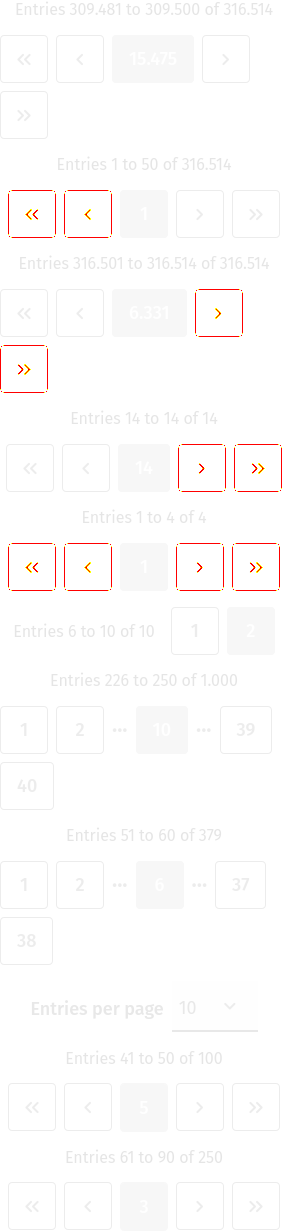 Entries 309.481 to 309.500 of 316.514
« ‹ 15.475 ›
»
Entries 1 to 50 of 316.514
« ‹ 1 › »
Entries 316.501 to 316.514 of 316.514
« ‹ 6.331 ›
»
Entries 14 to 14 of 14
« ‹ 14 › »
Entries 1 to 4 of 4
« ‹ 1 › »
Entries 6 to 10 of 10 1 2
Entries 226 to 250 of 1.000
1 2 ··· 10 ··· 39
40
Entries 51 to 60 of 379
1 2 ··· 6 ··· 37
38
Entries per page 10
Entries 41 to 50 of 100
« ‹ 5 › »
Entries 61 to 90 of 250
« ‹ 3 › »